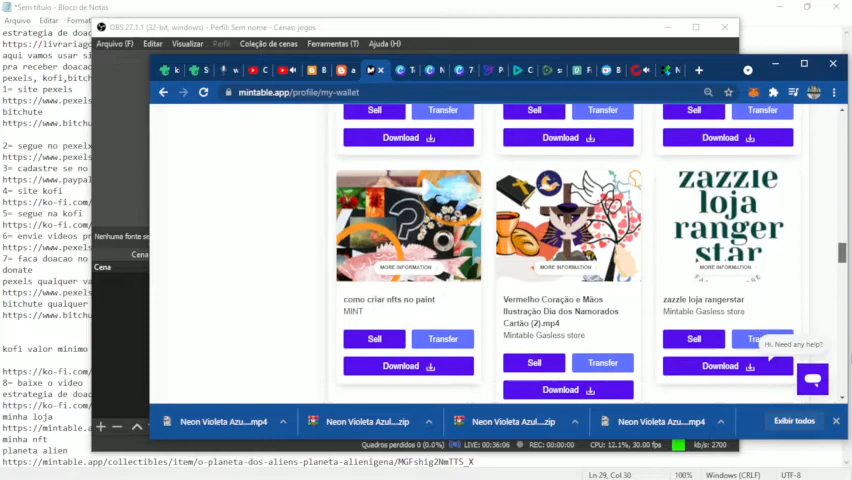 *Sem título - Bloco de Notas
Arquivo Editar Format
estrategia de doac
https://livrariago
aqui vamos usar si
pra receber doacao
pexels, kofi,bitch
1= site pexels
https://www.pexels
bitchute
https://www.bitchu
2= segue no pexelx
https://www.pexels
3= cadastre se no
https://www.paypal
4= site kofi
https://ko-fi.com/
5= segue na kofi
https://ko-fi.com/
6= envie videos pr
https://www.pexels
7= faca doacao no
donate
pexels qualquer va
https://www.pexels
bitchute qualquer
https://www.bitchu
kofi valor minimo
https://ko-fi.com/
8= baixe o video
estrategia de doac
https://ko-fi.com/
minha loja
https://mintable.a
minha nft
planeta alien
https://mintable.app/collectibles/item/o-planeta-dos-aliens-planeta-alienigena/MGFshig2NmTTS_X
Ln 29, Col 30 100% Windows (CRLF) UTF-8
OBS 27.1.1 (32-bit, windows) - Perfil: Sem nome - Cenas: jogos
Arquivo (F) Editar Visualizar Perfil Coleção de cenas Ferramentas (T) Ajuda (H)
Nenhuma fonte se
Cena
Cena
mintable.app/profile/my-wallet
Sell Transfer Sell Transfer Sell Transfer
Download Download Download
MORE INFORMATION MORE INFORMATION MORE INFORMATION
zazzle
loja
ranger
star
como criar nfts no paint
MINT
Sell Transfer
Download
Vermelho Coração e Mãos
Ilustração Dia dos Namorados
Cartão (2).mp4
Mintable Gasless store
Sell Transfer
Download
zazzle loja rangerstar
Mintable Gasless store
Sell
Download
Hi. Need any help?
Neon Violeta Azu....mp4 Neon Violeta Azul....zip Neon Violeta Azul....zip Neon Violeta Azu....mp4 Exibir todos
Quadros perdidos 0 (0.0%) LIVE: 00:36:06 REC: 00:00:00 CPU: 12.1%, 30.00 fps kb/s: 2700